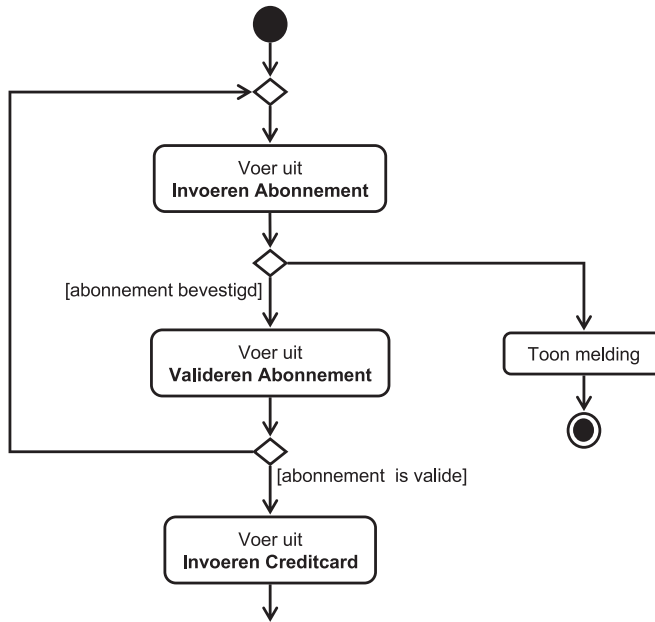 Voer uit
Invoeren Abonnement
[abonnement bevestigd]
Voer uit
Valideren Abonnement
Toon melding
[abonnement is valide]
Voer uit
Invoeren Creditcard